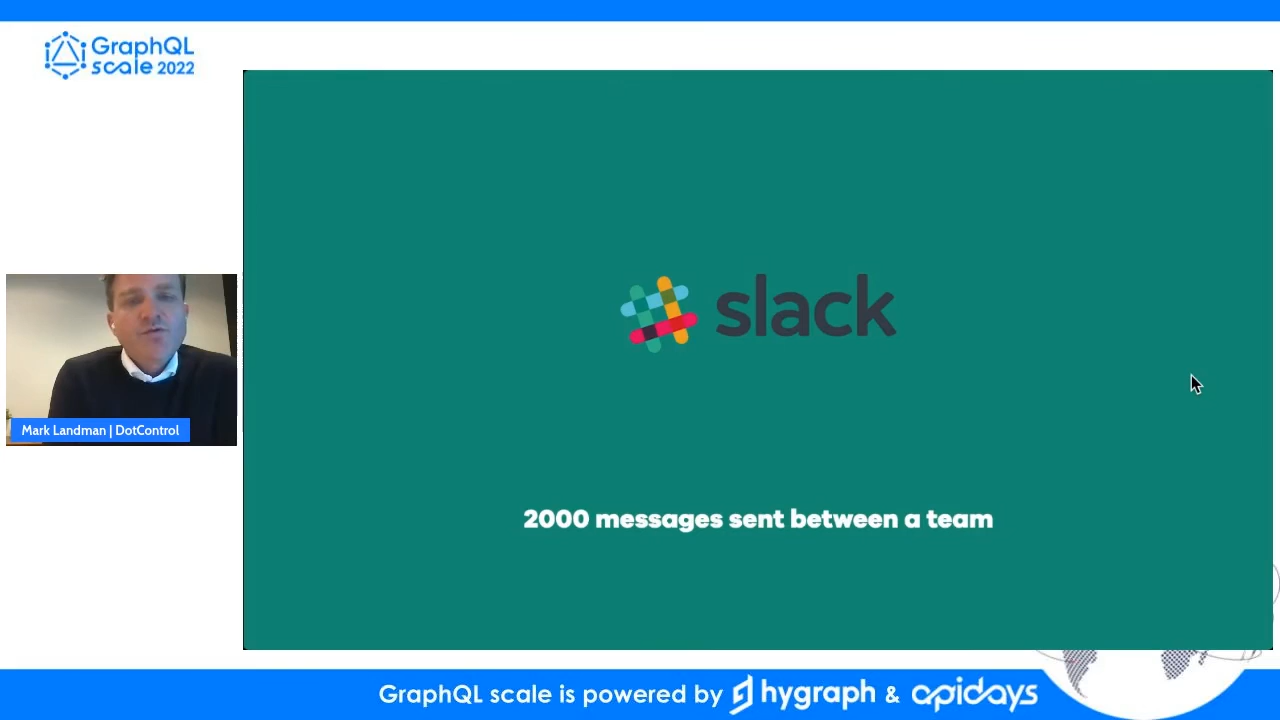 GraphQL
scale 2022
slack
Mark Landman | DotControl
2000 messages sent between a team
GraphQL scale is powered by hygraph & apidays